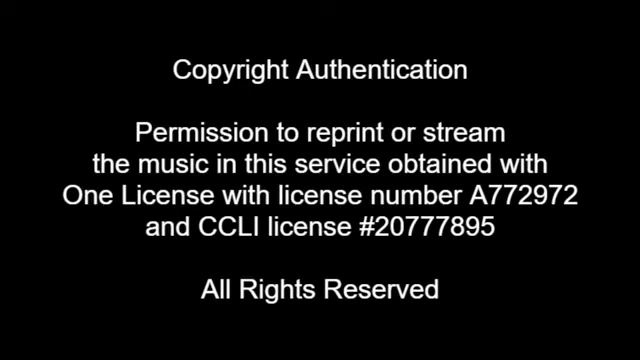 Copyright Authentication
Permission to reprint or stream
the music in this service obtained with
One License with license number A772972
and CCLI license #20777895
All Rights Reserved